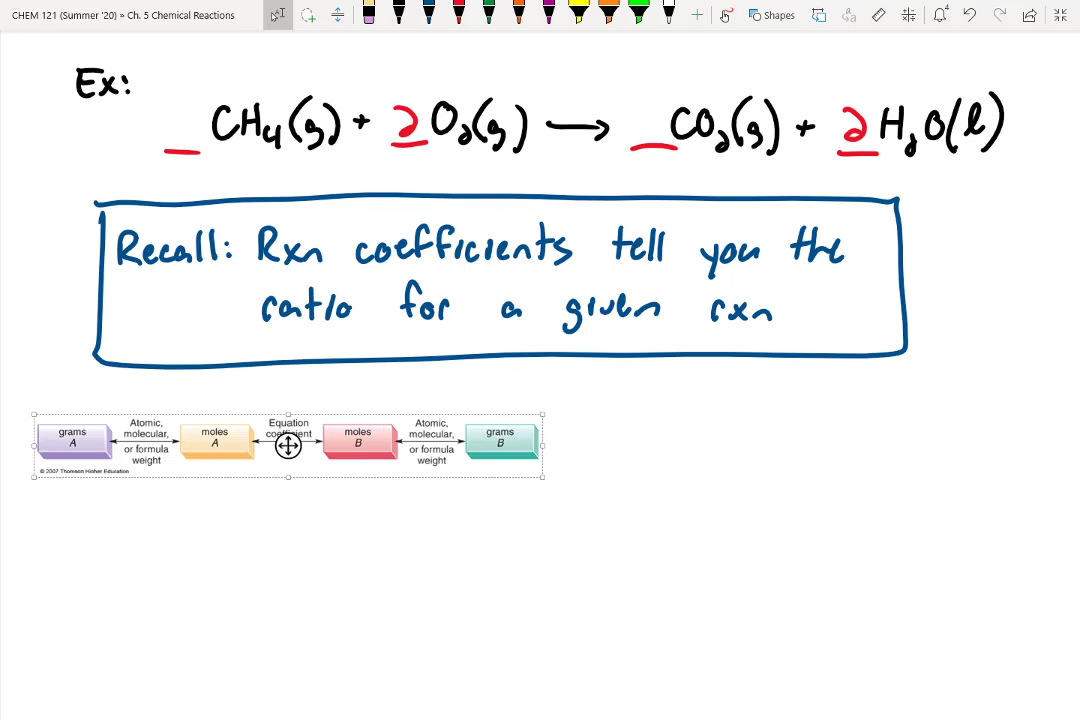 CHEM 121 (Summer '20) » Ch. 5 Chemical Reactions
Shapes
4
Ex:
_ CH₄(g) + 2 O₂(g) → _ CO₂(g) + 2 H₂O(l)
Recall: Rxn coefficients tell you the
ratio for a given rxn
grams
A
Atomic,
molecular,
or formula
weight
moles
A
Equation
coefficient
moles
B
Atomic,
molecular,
or formula
weight
grams
B
© 2007 Thomson Higher Education